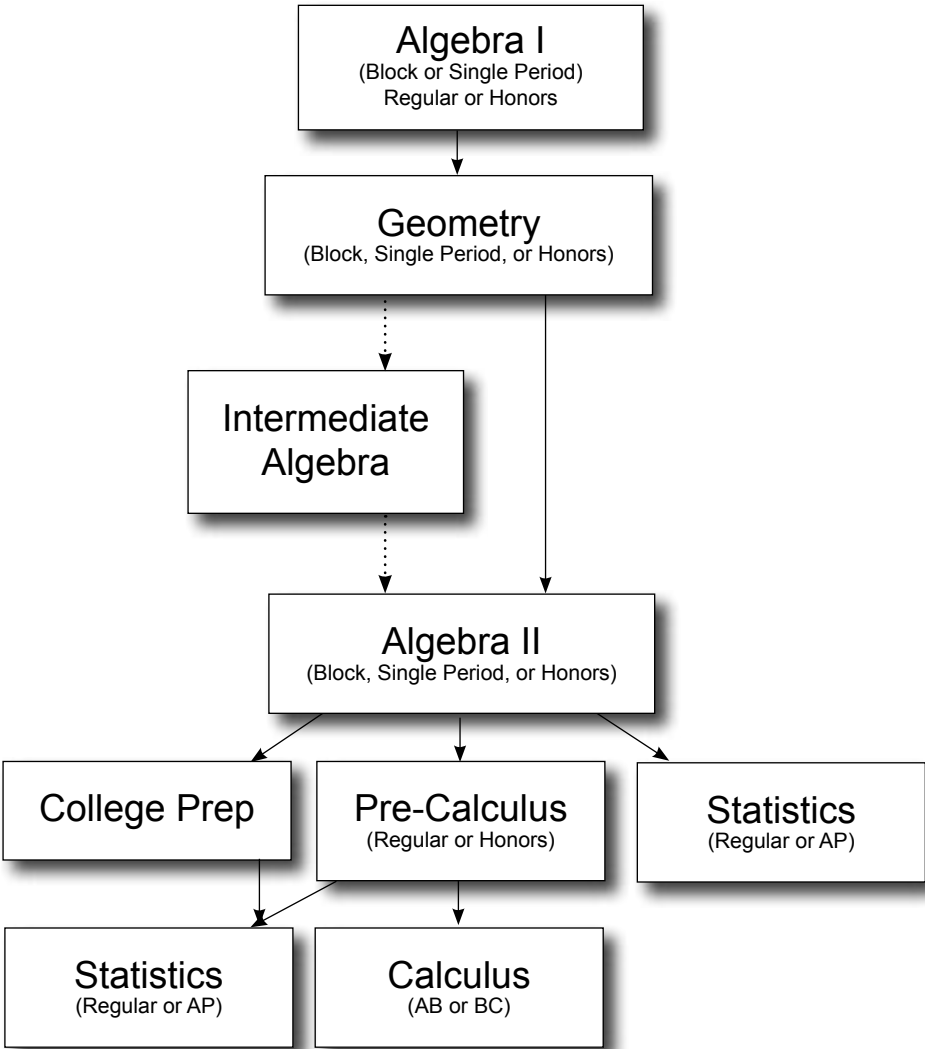 Algebra I
(Block or Single Period)
Regular or Honors
Geometry
(Block, Single Period, or Honors)
Intermediate
Algebra
Algebra II
(Block, Single Period, or Honors)
College Prep
Pre-Calculus
(Regular or Honors)
Statistics
(Regular or AP)
Statistics
(Regular or AP)
Calculus
(AB or BC)